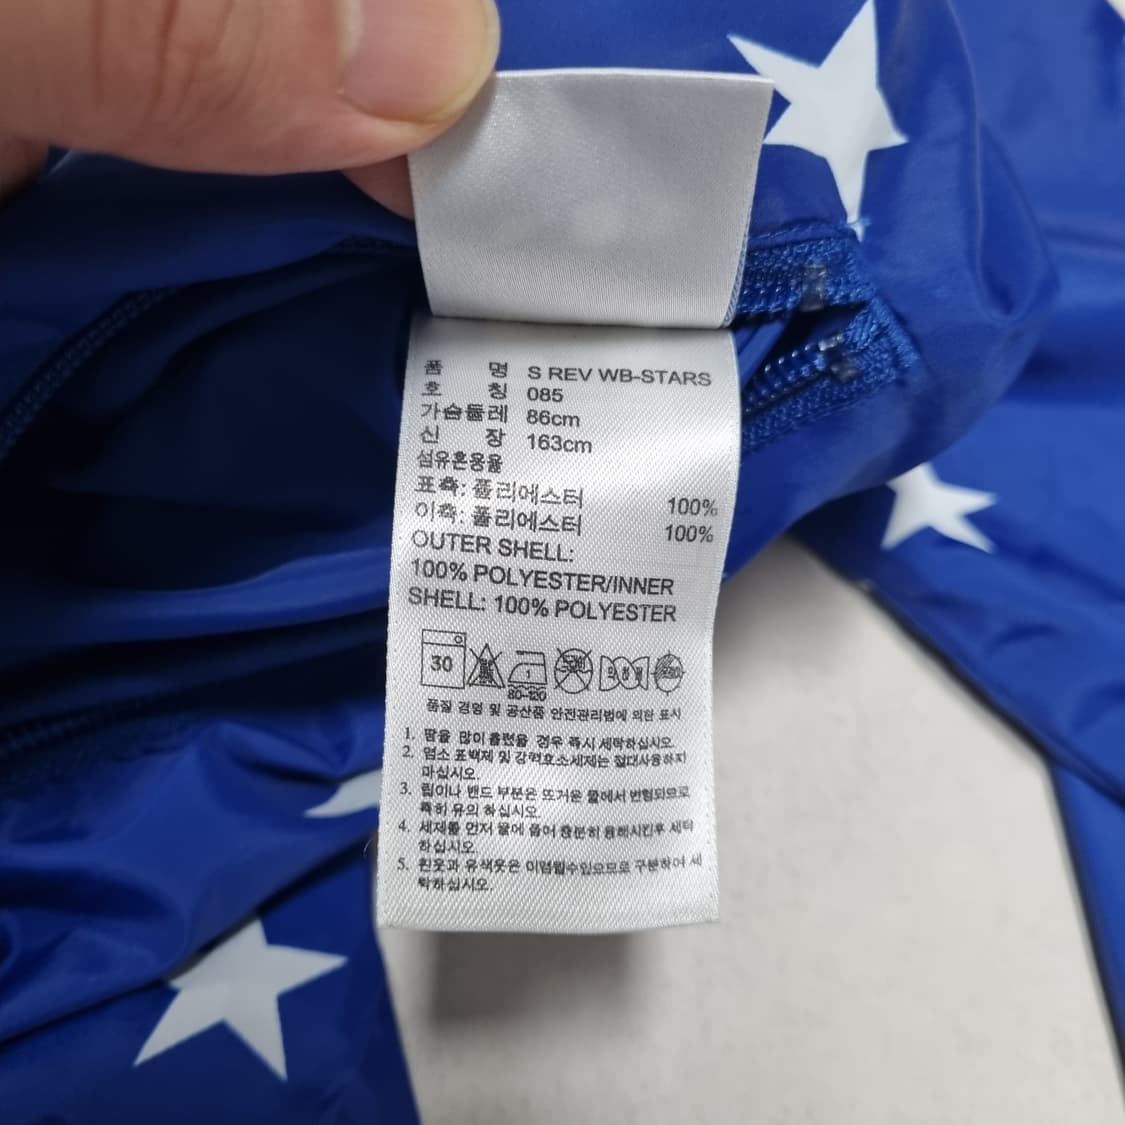 품 명 S REV WB-STARS
호 칭 085
가슴둘레 86cm
신 장 163cm
섬유혼용율
표측: 폴리에스터 100%
이측: 폴리에스터 100%
OUTER SHELL:
100% POLYESTER/INNER
SHELL: 100% POLYESTER
30
1
80-120
품질 경영 및 공산품 안전관리법에 의한 표시
1. 땀을 많이 흘렸을 경우 즉시 세탁하십시오.
2. 염소 표백제 및 강력효소세제는 절대사용하지
마십시오.
3. 립이나 밴드 부분은 뜨거운 물에서 변형되므로
특히 유의 하십시오.
4. 세제를 먼저 물에 풀어 충분히 용해시킨후 세탁
하십시오.
5. 흰옷과 유색옷은 이염될수있으므로 구분하여 세
탁하십시오.